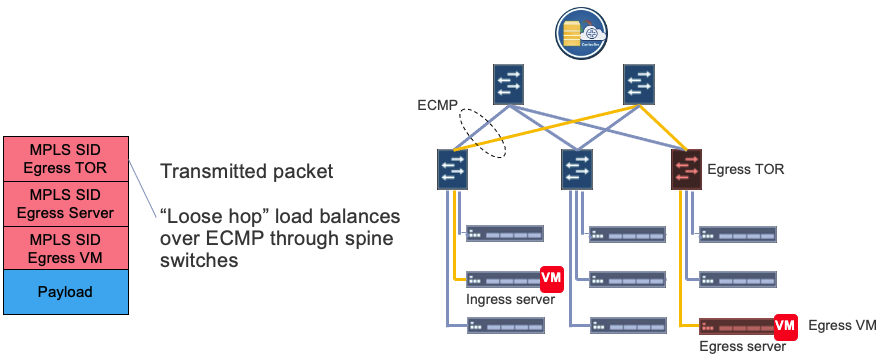 MPLS SID
Egress TOR
MPLS SID
Egress Server
MPLS SID
Egress VM
Payload
Transmitted packet
“Loose hop” load balances
over ECMP through spine
switches
Controller
ECMP
Egress TOR
VM
Ingress server
VM
Egress VM
Egress server